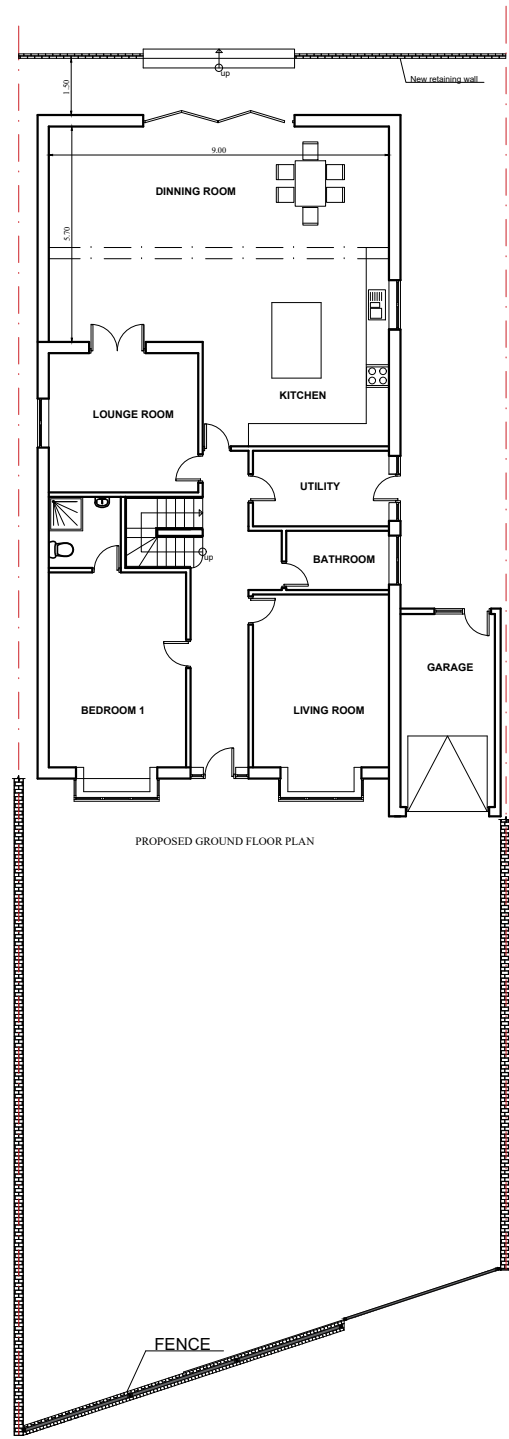 up
New retaining wall
1.50
9.00
DINNING ROOM
5.70
KITCHEN
LOUNGE ROOM
UTILITY
up
BATHROOM
GARAGE
BEDROOM 1
LIVING ROOM
PROPOSED GROUND FLOOR PLAN
FENCE